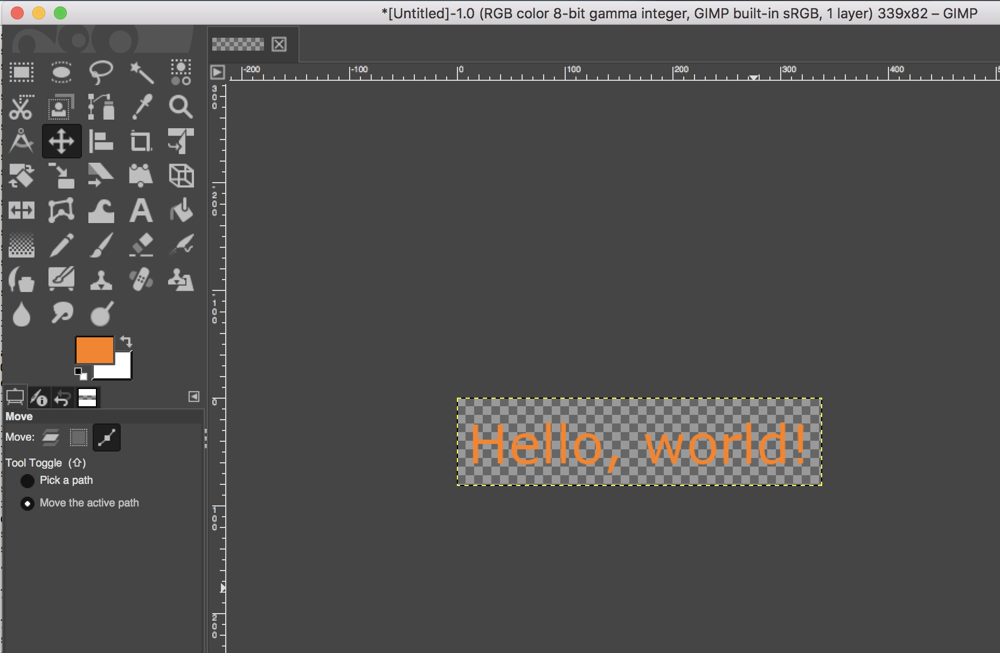 *[Untitled]-1.0 (RGB color 8-bit gamma integer, GIMP built-in sRGB, 1 layer) 339x82 – GIMP
-200 -100 0 100 200 300 400
300
-200
-100
0
100
200
A
Hello, world!
Move
Move:
Tool Toggle (⇧)
Pick a path
Move the active path